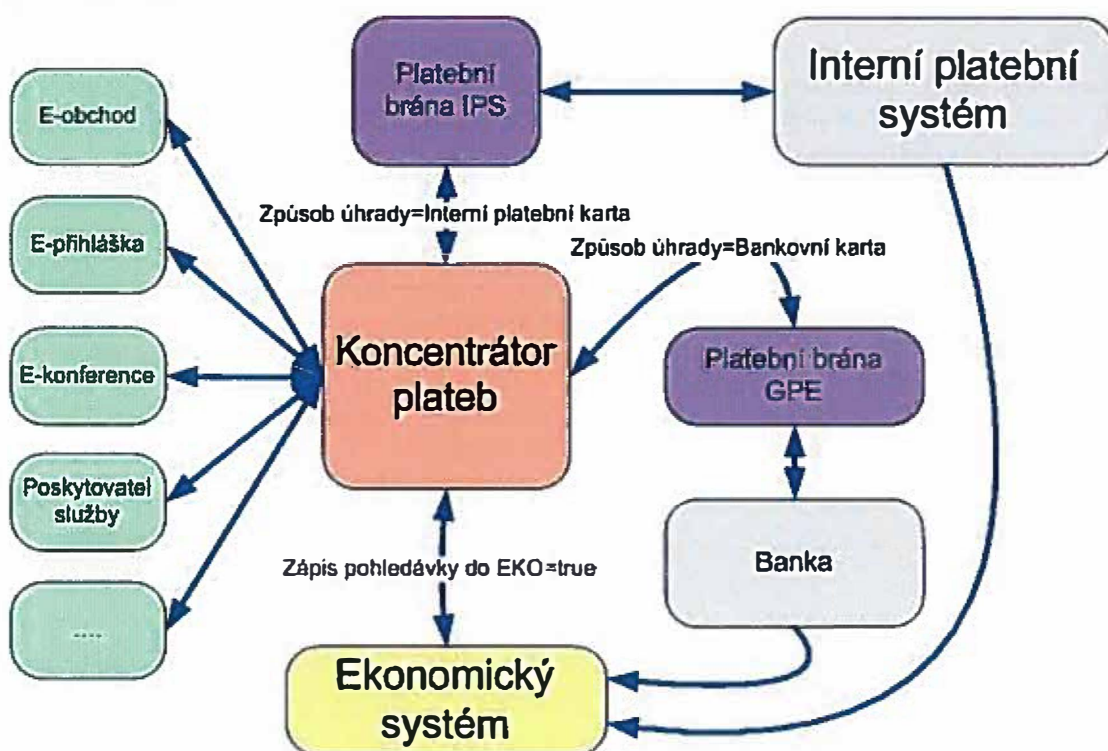 Platební
brána IPS
Interní platební
systém
E-obchod
Způsob úhrady=Interní platební karta
E-přihláška
Způsob úhrady=Bankovní karta
Koncentrátor
plateb
E-konference
Platební brána
GPE
Poskytovatel
služby
Banka
Zápis pohledávky do EKO=true
....
Ekonomický
systém